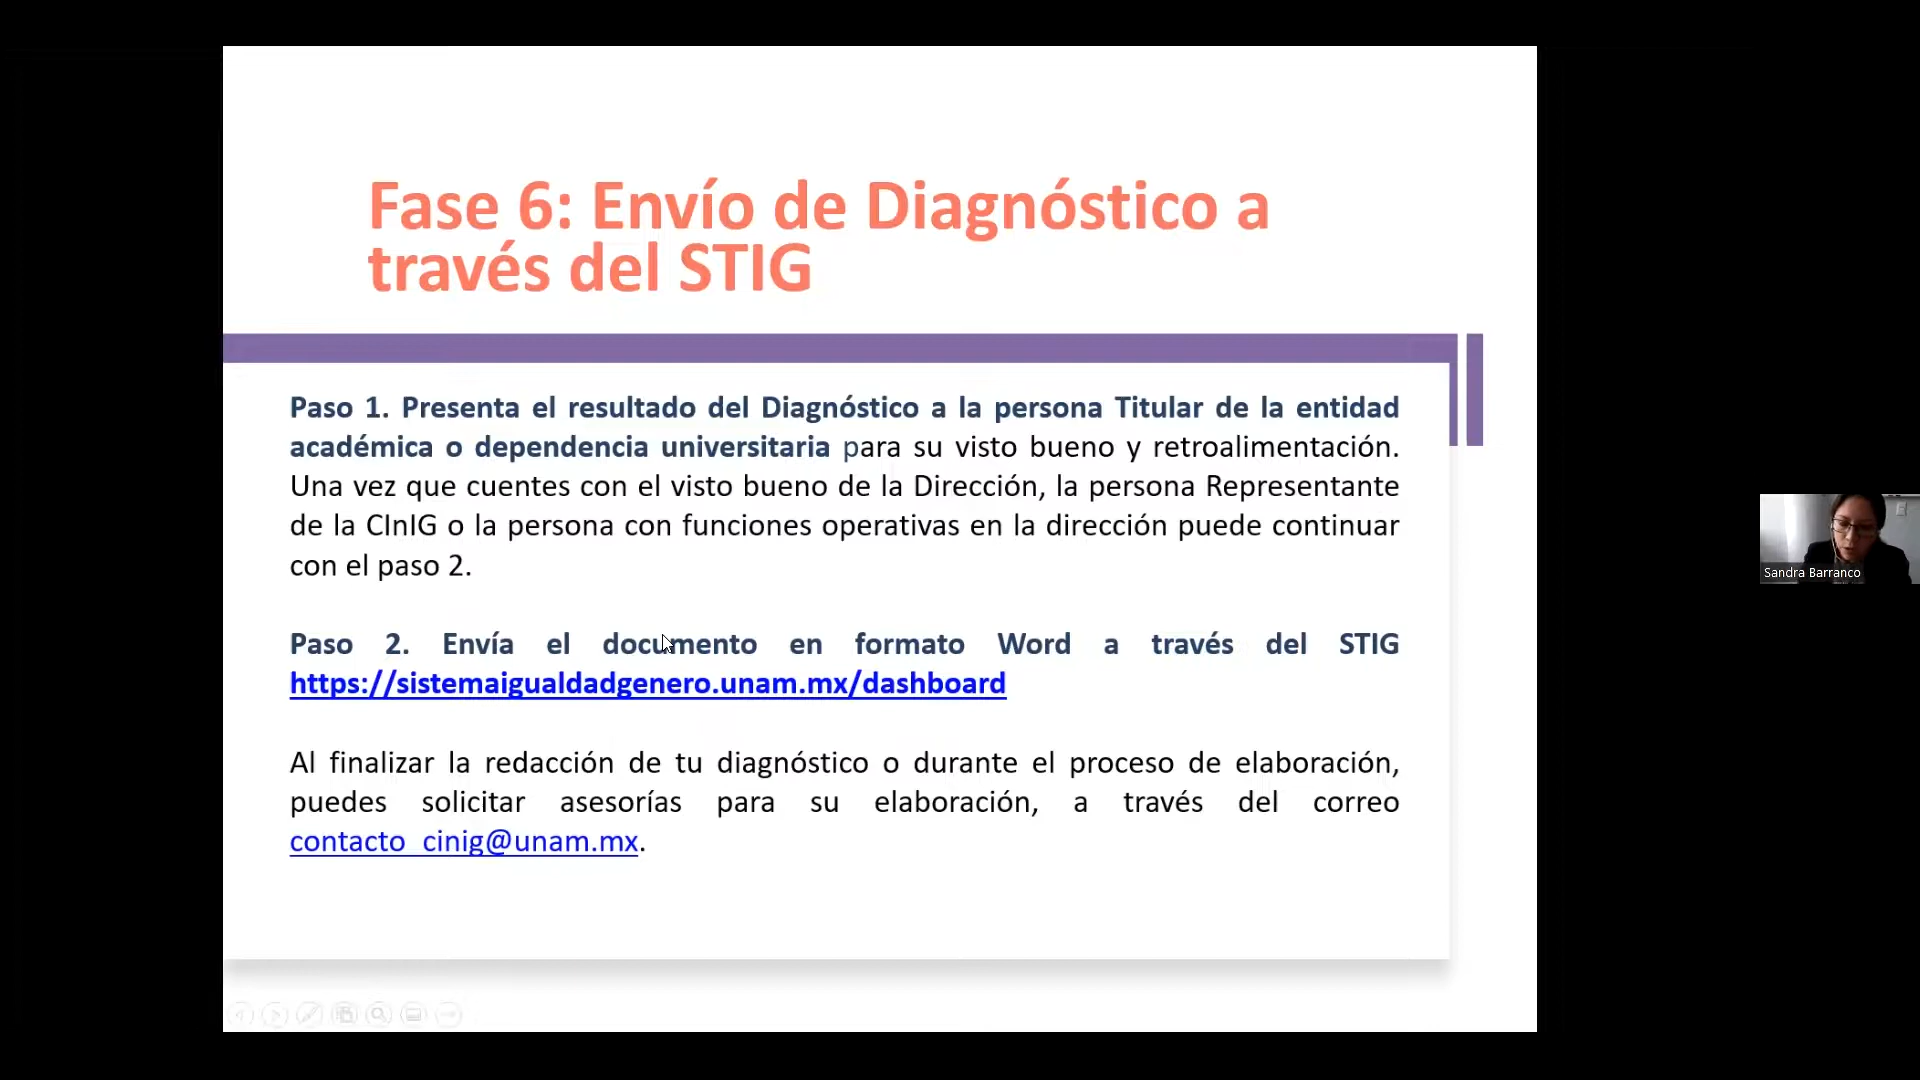 Fase 6: Envío de Diagnóstico a
través del STIG
Paso 1. Presenta el resultado del Diagnóstico a la persona Titular de la entidad
académica o dependencia universitaria para su visto bueno y retroalimentación.
Una vez que cuentes con el visto bueno de la Dirección, la persona Representante
de la CInIG o la persona con funciones operativas en la dirección puede continuar
con el paso 2.
Paso 2. Envía el documento en formato Word a través del STIG
https://sistemaigualdadgenero.unam.mx/dashboard
Al finalizar la redacción de tu diagnóstico o durante el proceso de elaboración,
puedes solicitar asesorías para su elaboración, a través del correo
contacto_cinig@unam.mx.
Sandra Barranco